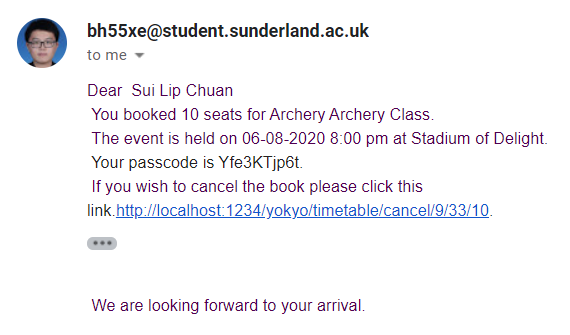 bh55xe@student.sunderland.ac.uk
to me
Dear  Sui Lip Chuan
You booked 10 seats for Archery Archery Class.
The event is held on 06-08-2020 8:00 pm at Stadium of Delight.
Your passcode is Yfe3KTjp6t.
If you wish to cancel the book please click this
link.http://localhost:1234/yokyo/timetable/cancel/9/33/10.
We are looking forward to your arrival.